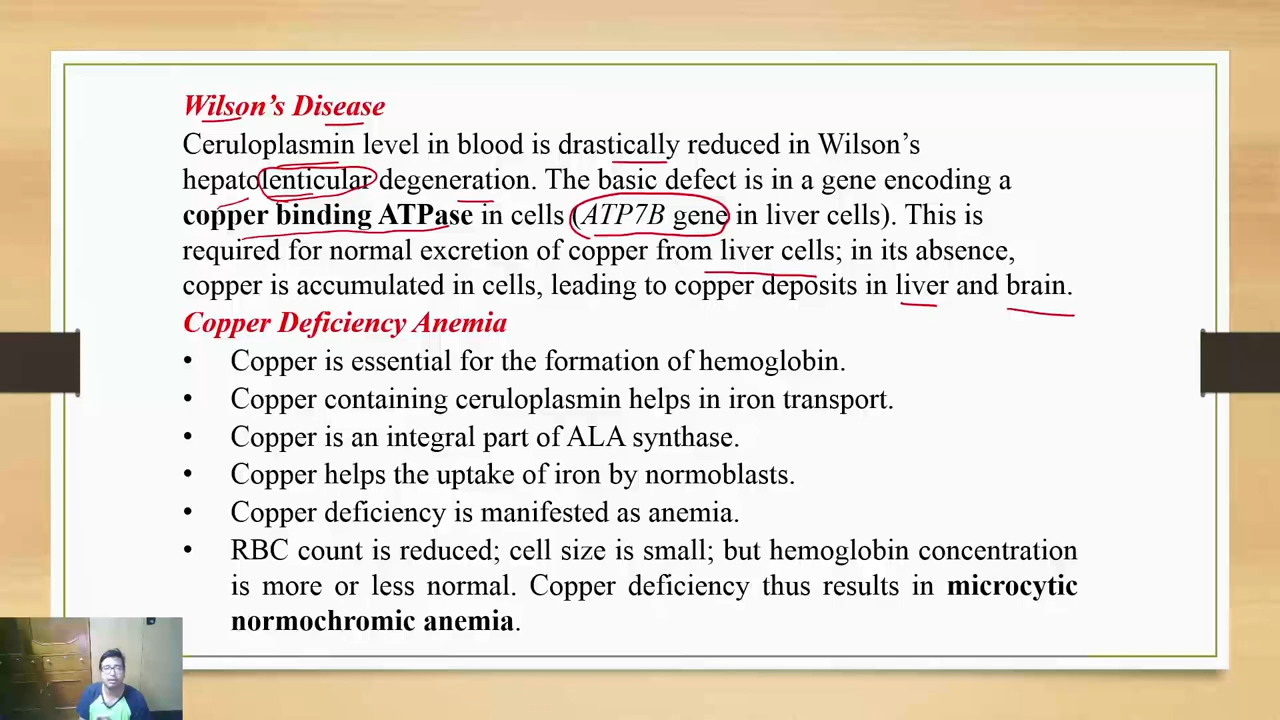 Wilson’s Disease
Ceruloplasmin level in blood is drastically reduced in Wilson’s
hepatolenticular degeneration. The basic defect is in a gene encoding a
copper binding ATPase in cells (ATP7B gene in liver cells). This is
required for normal excretion of copper from liver cells; in its absence,
copper is accumulated in cells, leading to copper deposits in liver and brain.
Copper Deficiency Anemia
• Copper is essential for the formation of hemoglobin.
• Copper containing ceruloplasmin helps in iron transport.
• Copper is an integral part of ALA synthase.
• Copper helps the uptake of iron by normoblasts.
• Copper deficiency is manifested as anemia.
• RBC count is reduced; cell size is small; but hemoglobin concentration
is more or less normal. Copper deficiency thus results in microcytic
normochromic anemia.